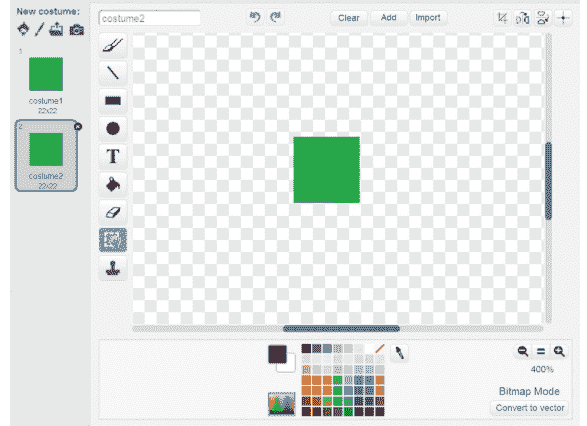 New costume:
costume2
Clear
Add
Import
1
costume1
22x22
2
costume2
22x22
T
400%
Bitmap Mode
Convert to vector